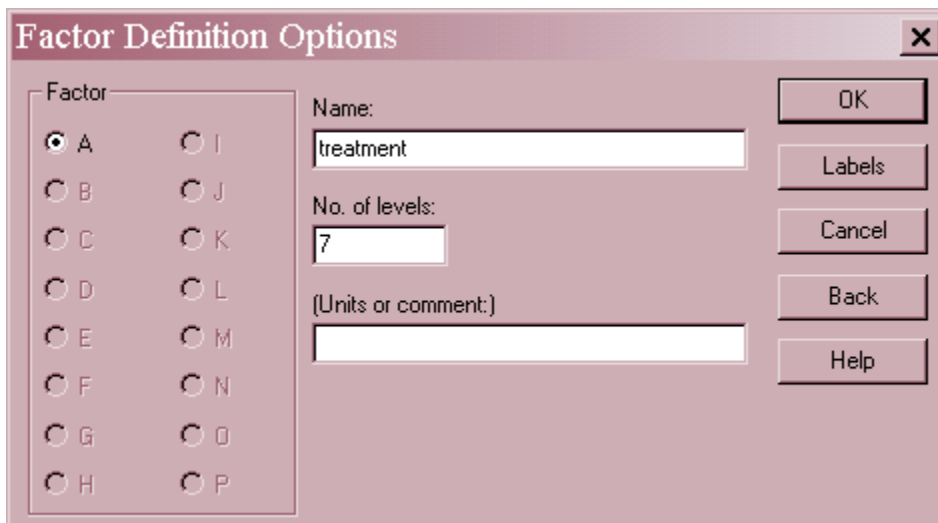 Factor Definition Options
Factor
A
I
B
J
C
K
D
L
E
M
F
N
G
O
H
P
Name:
treatment
No. of levels:
7
(Units or comment:)
OK
Labels
Cancel
Back
Help